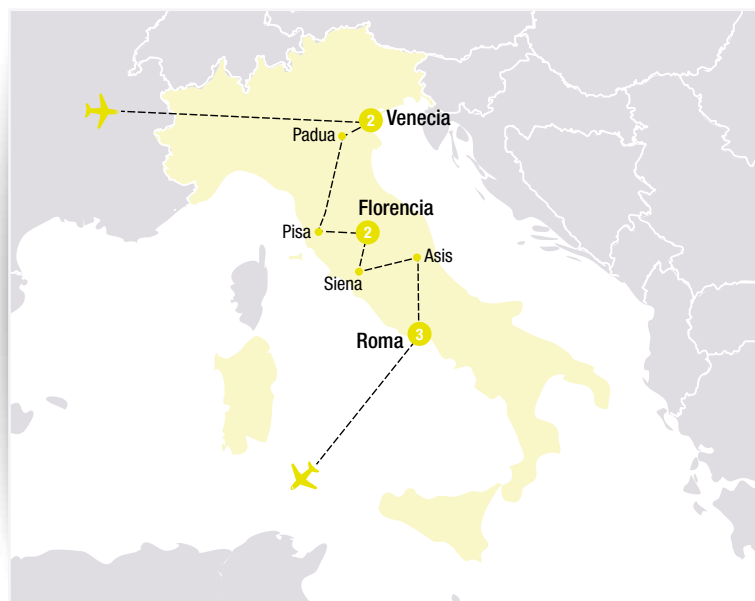 2 Venecia
Padua
Florencia
Pisa
2
Asis
Siena
Roma 3